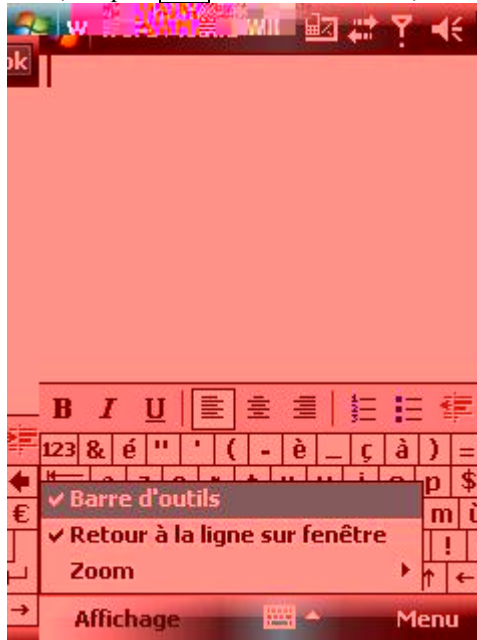 ok
B I U
123 & é " ' ( - è _ ç à ) =
p $
€ m ù
!
✓ Barre d'outils
✓ Retour à la ligne sur fenêtre
Zoom
↑ ←
→
Affichage Menu